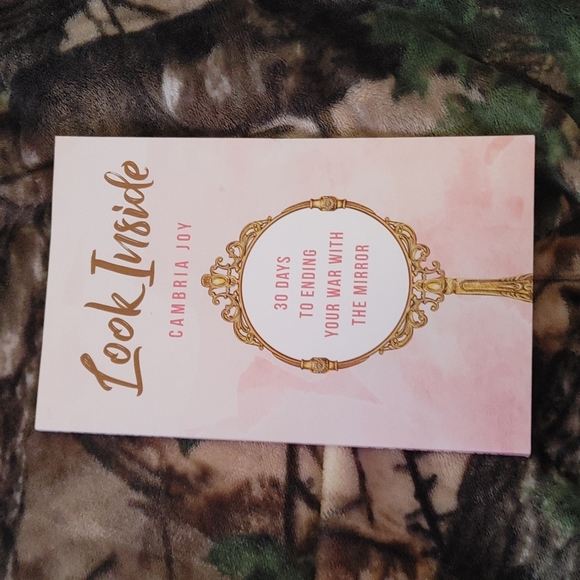 Look Inside
CAMBRIA JOY
30 DAYS
TO ENDING
YOUR WAR WITH
THE MIRROR